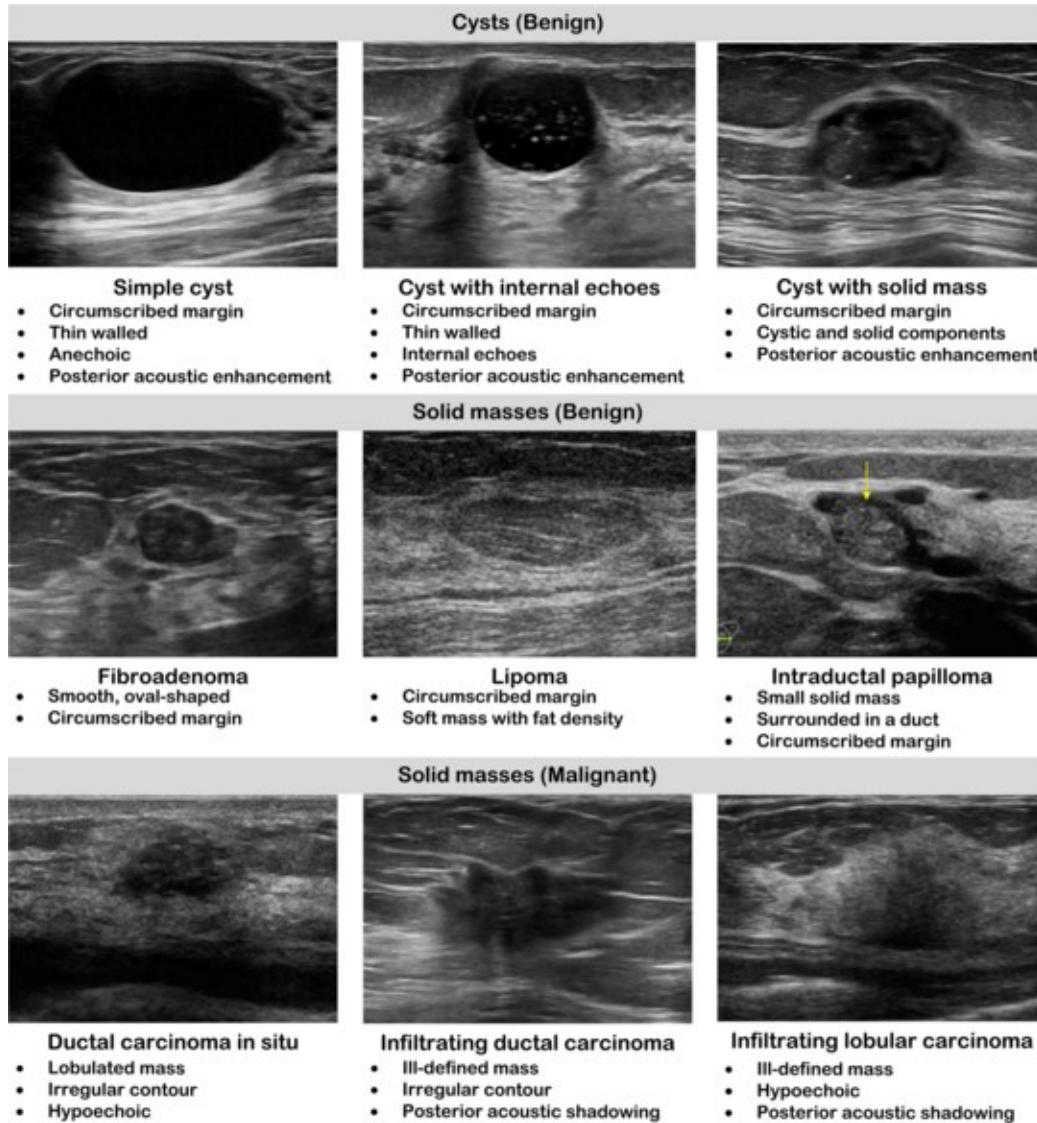 Cysts (Benign)
Simple cyst
• Circumscribed margin
• Thin walled
• Anechoic
• Posterior acoustic enhancement
Cyst with internal echoes
• Circumscribed margin
• Thin walled
• Internal echoes
• Posterior acoustic enhancement
Cyst with solid mass
• Circumscribed margin
• Cystic and solid components
• Posterior acoustic enhancement
Solid masses (Benign)
Fibroadenoma
• Smooth, oval-shaped
• Circumscribed margin
Lipoma
• Circumscribed margin
• Soft mass with fat density
Intraductal papilloma
• Small solid mass
• Surrounded in a duct
• Circumscribed margin
Solid masses (Malignant)
Ductal carcinoma in situ
• Lobulated mass
• Irregular contour
• Hypoechoic
Infiltrating ductal carcinoma
• Ill-defined mass
• Irregular contour
• Posterior acoustic shadowing
Infiltrating lobular carcinoma
• Ill-defined mass
• Hypoechoic
• Posterior acoustic shadowing